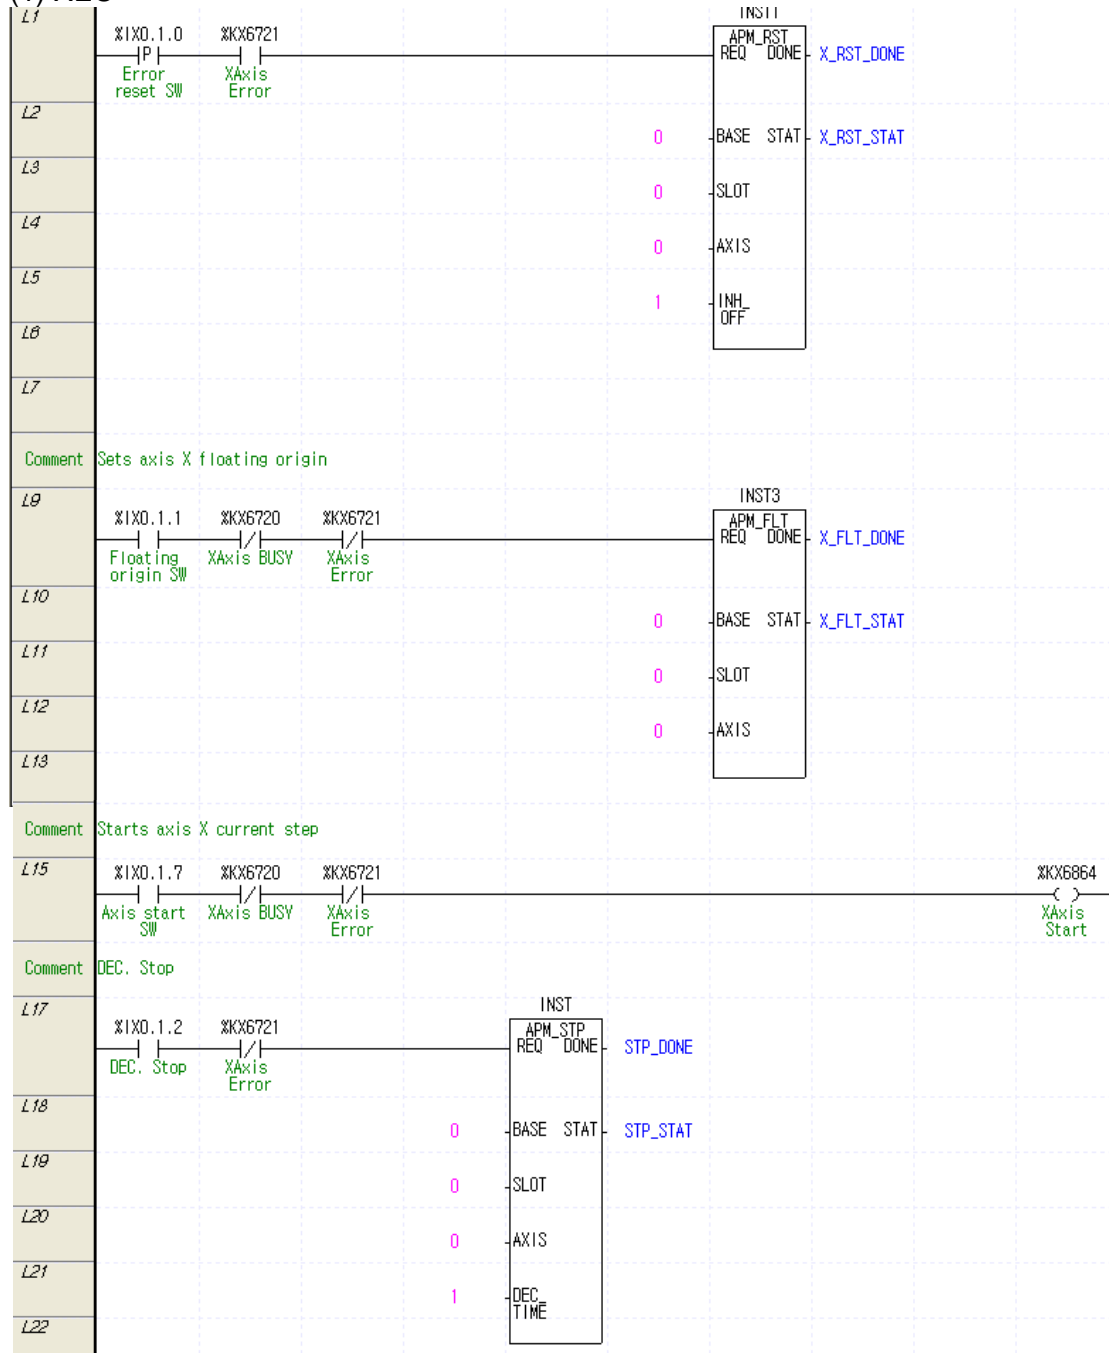 L1
INST1
%IX0.1.0 %KX6721
APM_RST
P
REQ DONE X_RST_DONE
Error XAxis
reset SW Error
L2
0 BASE STAT X_RST_STAT
L3
0 SLOT
L4
0 AXIS
L5
1 INH_
OFF
L6
L7
Comment Sets axis X floating origin
L9
INST3
%IX0.1.1 %KX6720 %KX6721
APM_FLT
REQ DONE X_FLT_DONE
Floating XAxis BUSY XAxis
origin SW Error
L10
0 BASE STAT X_FLT_STAT
L11
0 SLOT
L12
0 AXIS
L13
Comment Starts axis X current step
L15
%IX0.1.7 %KX6720 %KX6721 %KX6864
Axis start XAxis BUSY XAxis XAxis
SW Error Start
Comment DEC. Stop
L17
INST
%IX0.1.2 %KX6721
APM_STP
REQ DONE STP_DONE
DEC. Stop XAxis
Error
L18
0 BASE STAT STP_STAT
L19
0 SLOT
L20
0 AXIS
L21
1 DEC_
TIME
L22